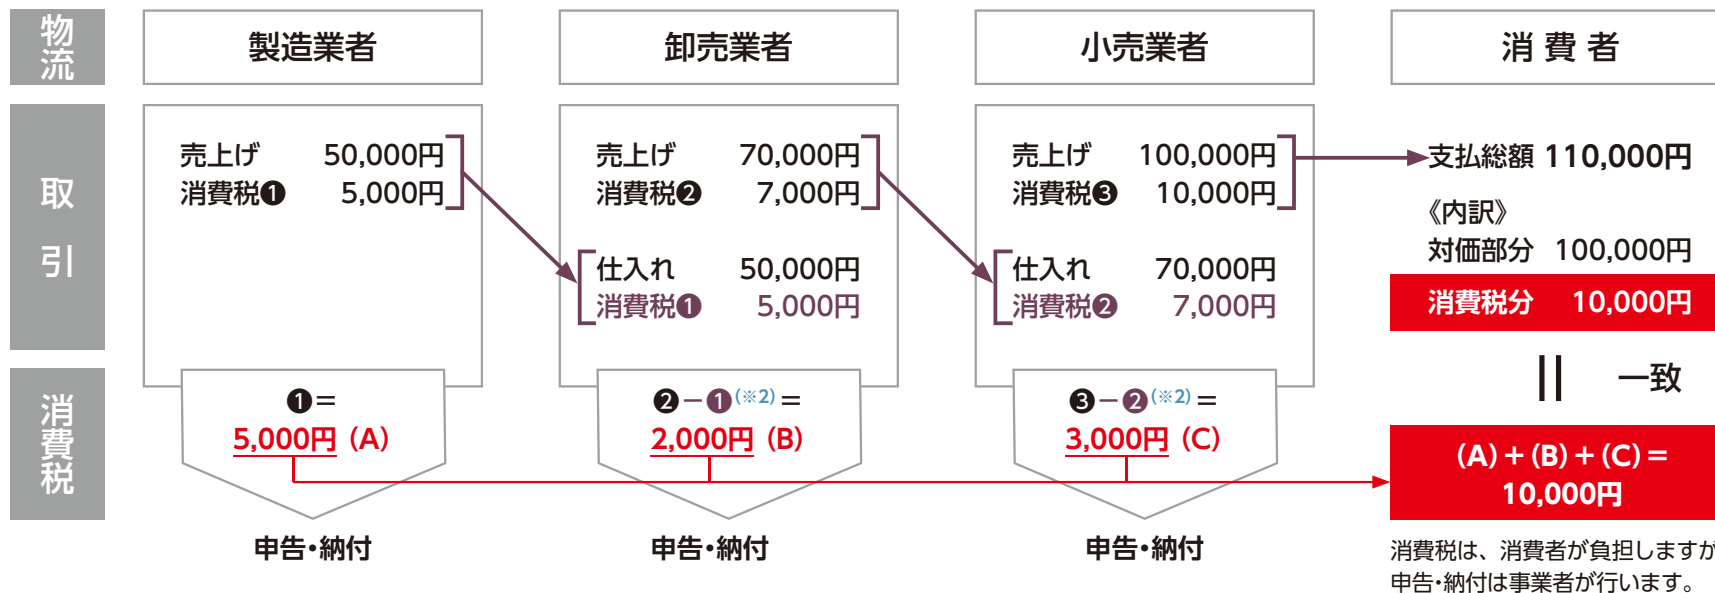 物流
製造業者
卸売業者
小売業者
消費者
取引
売上げ 50,000円
消費税❶ 5,000円
売上げ 70,000円
消費税❷ 7,000円
仕入れ 50,000円
消費税❶ 5,000円
売上げ 100,000円
消費税❸ 10,000円
仕入れ 70,000円
消費税❷ 7,000円
支払総額 110,000円
《内訳》
対価部分 100,000円
消費税分 10,000円
一致
消費税
❶=
5,000円 (A)
申告・納付
❷-❶(※2)=
2,000円 (B)
申告・納付
❸-❷(※2)=
3,000円 (C)
申告・納付
(A)+(B)+(C)=
10,000円
消費税は、消費者が負担しますが
申告・納付は事業者が行います。